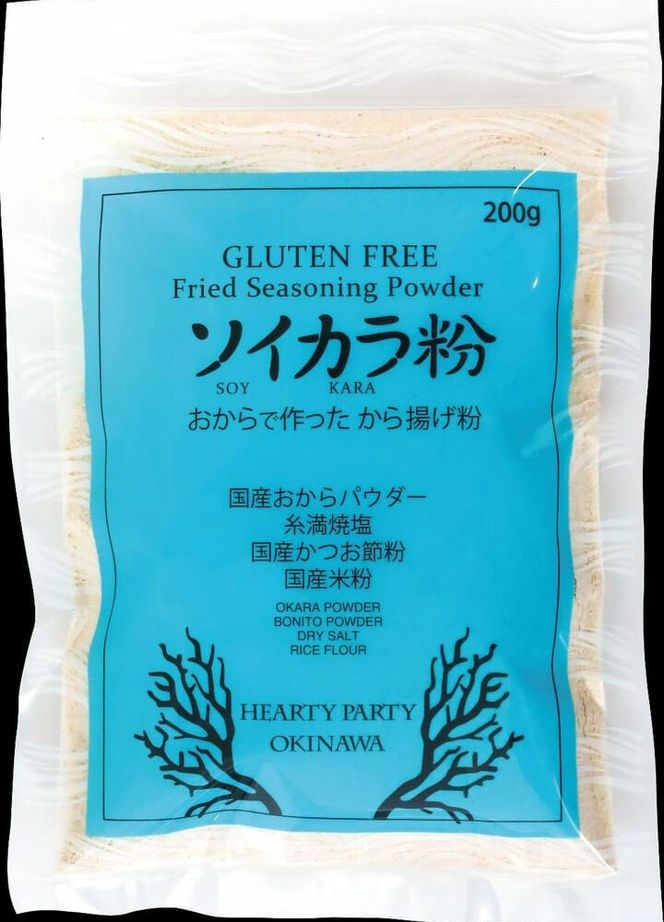 200g
GLUTEN FREE
Fried Seasoning Powder
ソイカラ粉
SOY KARA
おからで作った から揚げ粉
国産おからパウダー
糸満焼塩
国産かつお節粉
国産米粉
OKARA POWDER
BONITO POWDER
DRY SALT
RICE FLOUR
HEARTY PARTY
OKINAWA